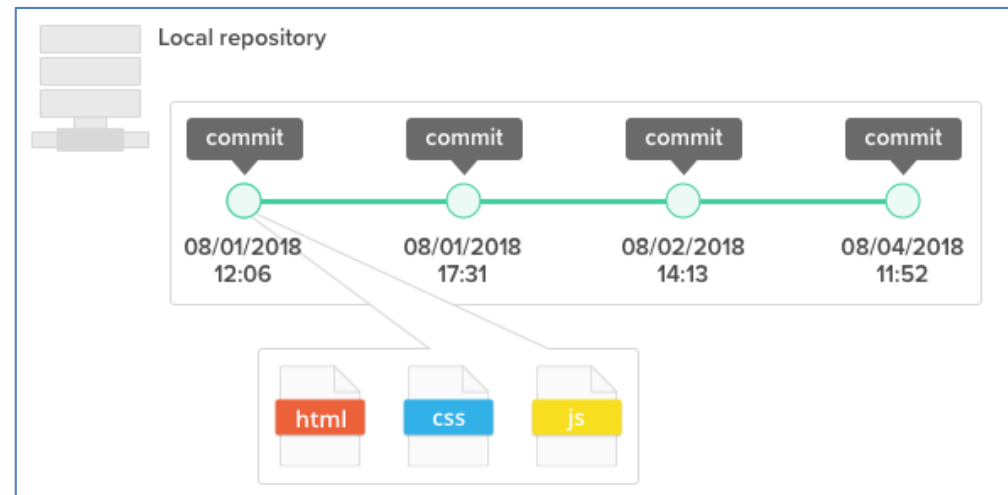 Local repository
commit commit commit commit
08/01/2018 08/01/2018 08/02/2018 08/04/2018
12:06 17:31 14:13 11:52
html css js